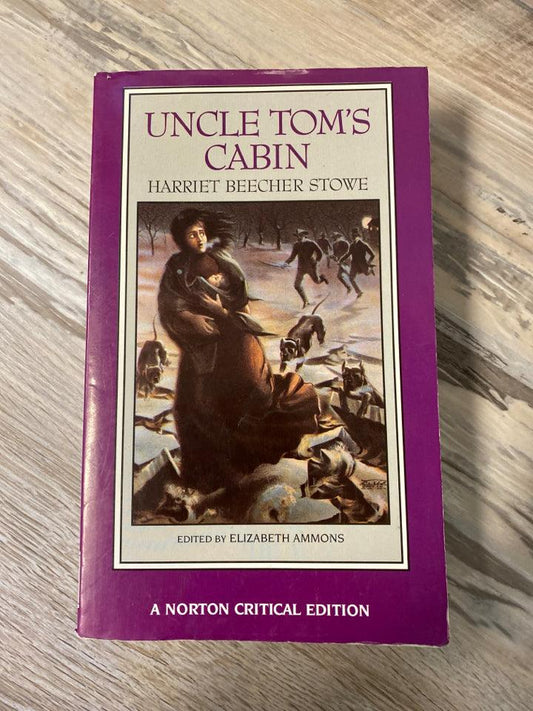 UNCLE TOM'S
CABIN
HARRIET BEECHER STOWE
EDITED BY ELIZABETH AMMONS
A NORTON CRITICAL EDITION